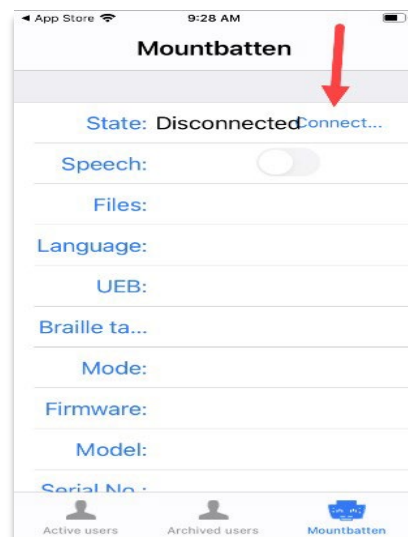 ◄ App Store 9:28 AM
Mountbatten
State: Disconnected Connect...
Speech:
Files:
Language:
UEB:
Braille ta...
Mode:
Firmware:
Model:
Serial No.:
Active users Archived users Mountbatten